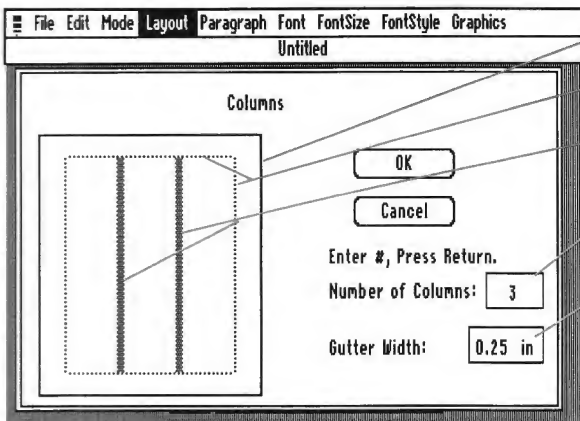 File Edit Mode Layout Paragraph Font FontSize FontStyle Graphics
Untitled
Columns
OK
Cancel
Enter #, Press Return.
Number of Columns: 3
Gutter Width: 0.25 in